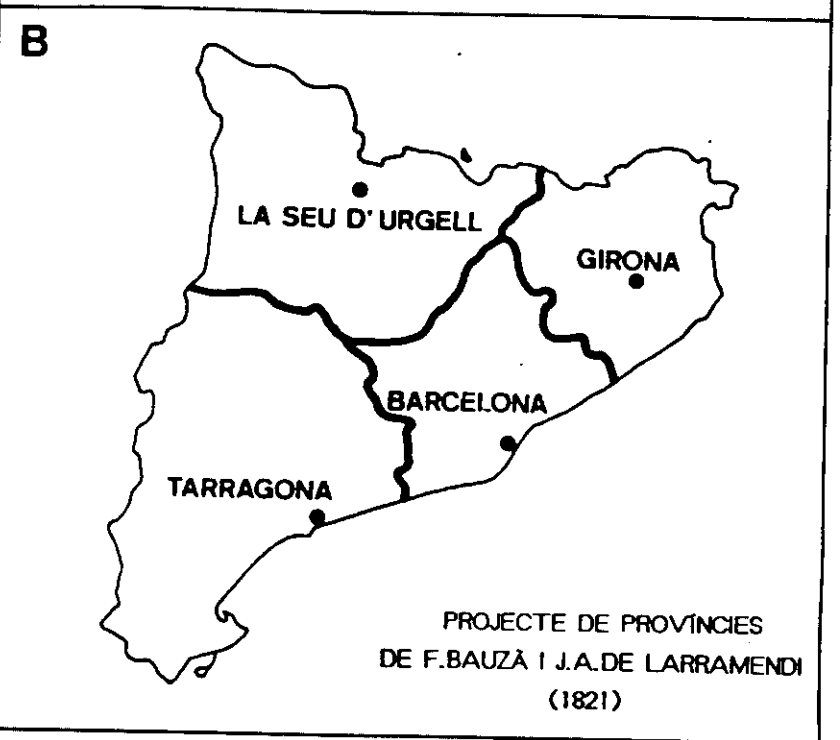 B
LA SEU D'URGELL
GIRONA
BARCELONA
TARRAGONA
PROJECTE DE PROVÍNCIES
DE F.BAUZÀ I J.A.DE LARRAMENDI
(1821)